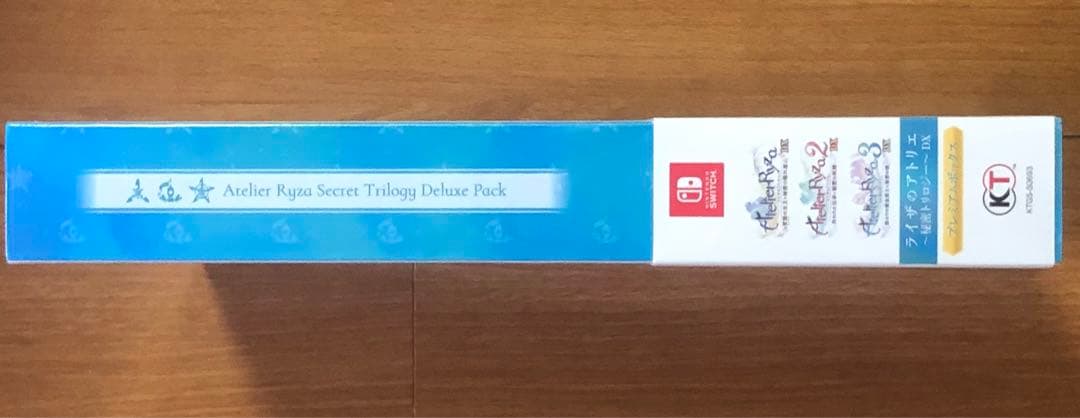 Atelier Ryza Secret Trilogy Deluxe Pack
NINTENDO
SWITCH
Atelier Ryza
DX
Atelier Ryza 2
DX
Atelier Ryza 3
DX
ライザのアトリエ
～秘密トリロジー～ DX
プレミアムボックス
KT
KTGS-S0693